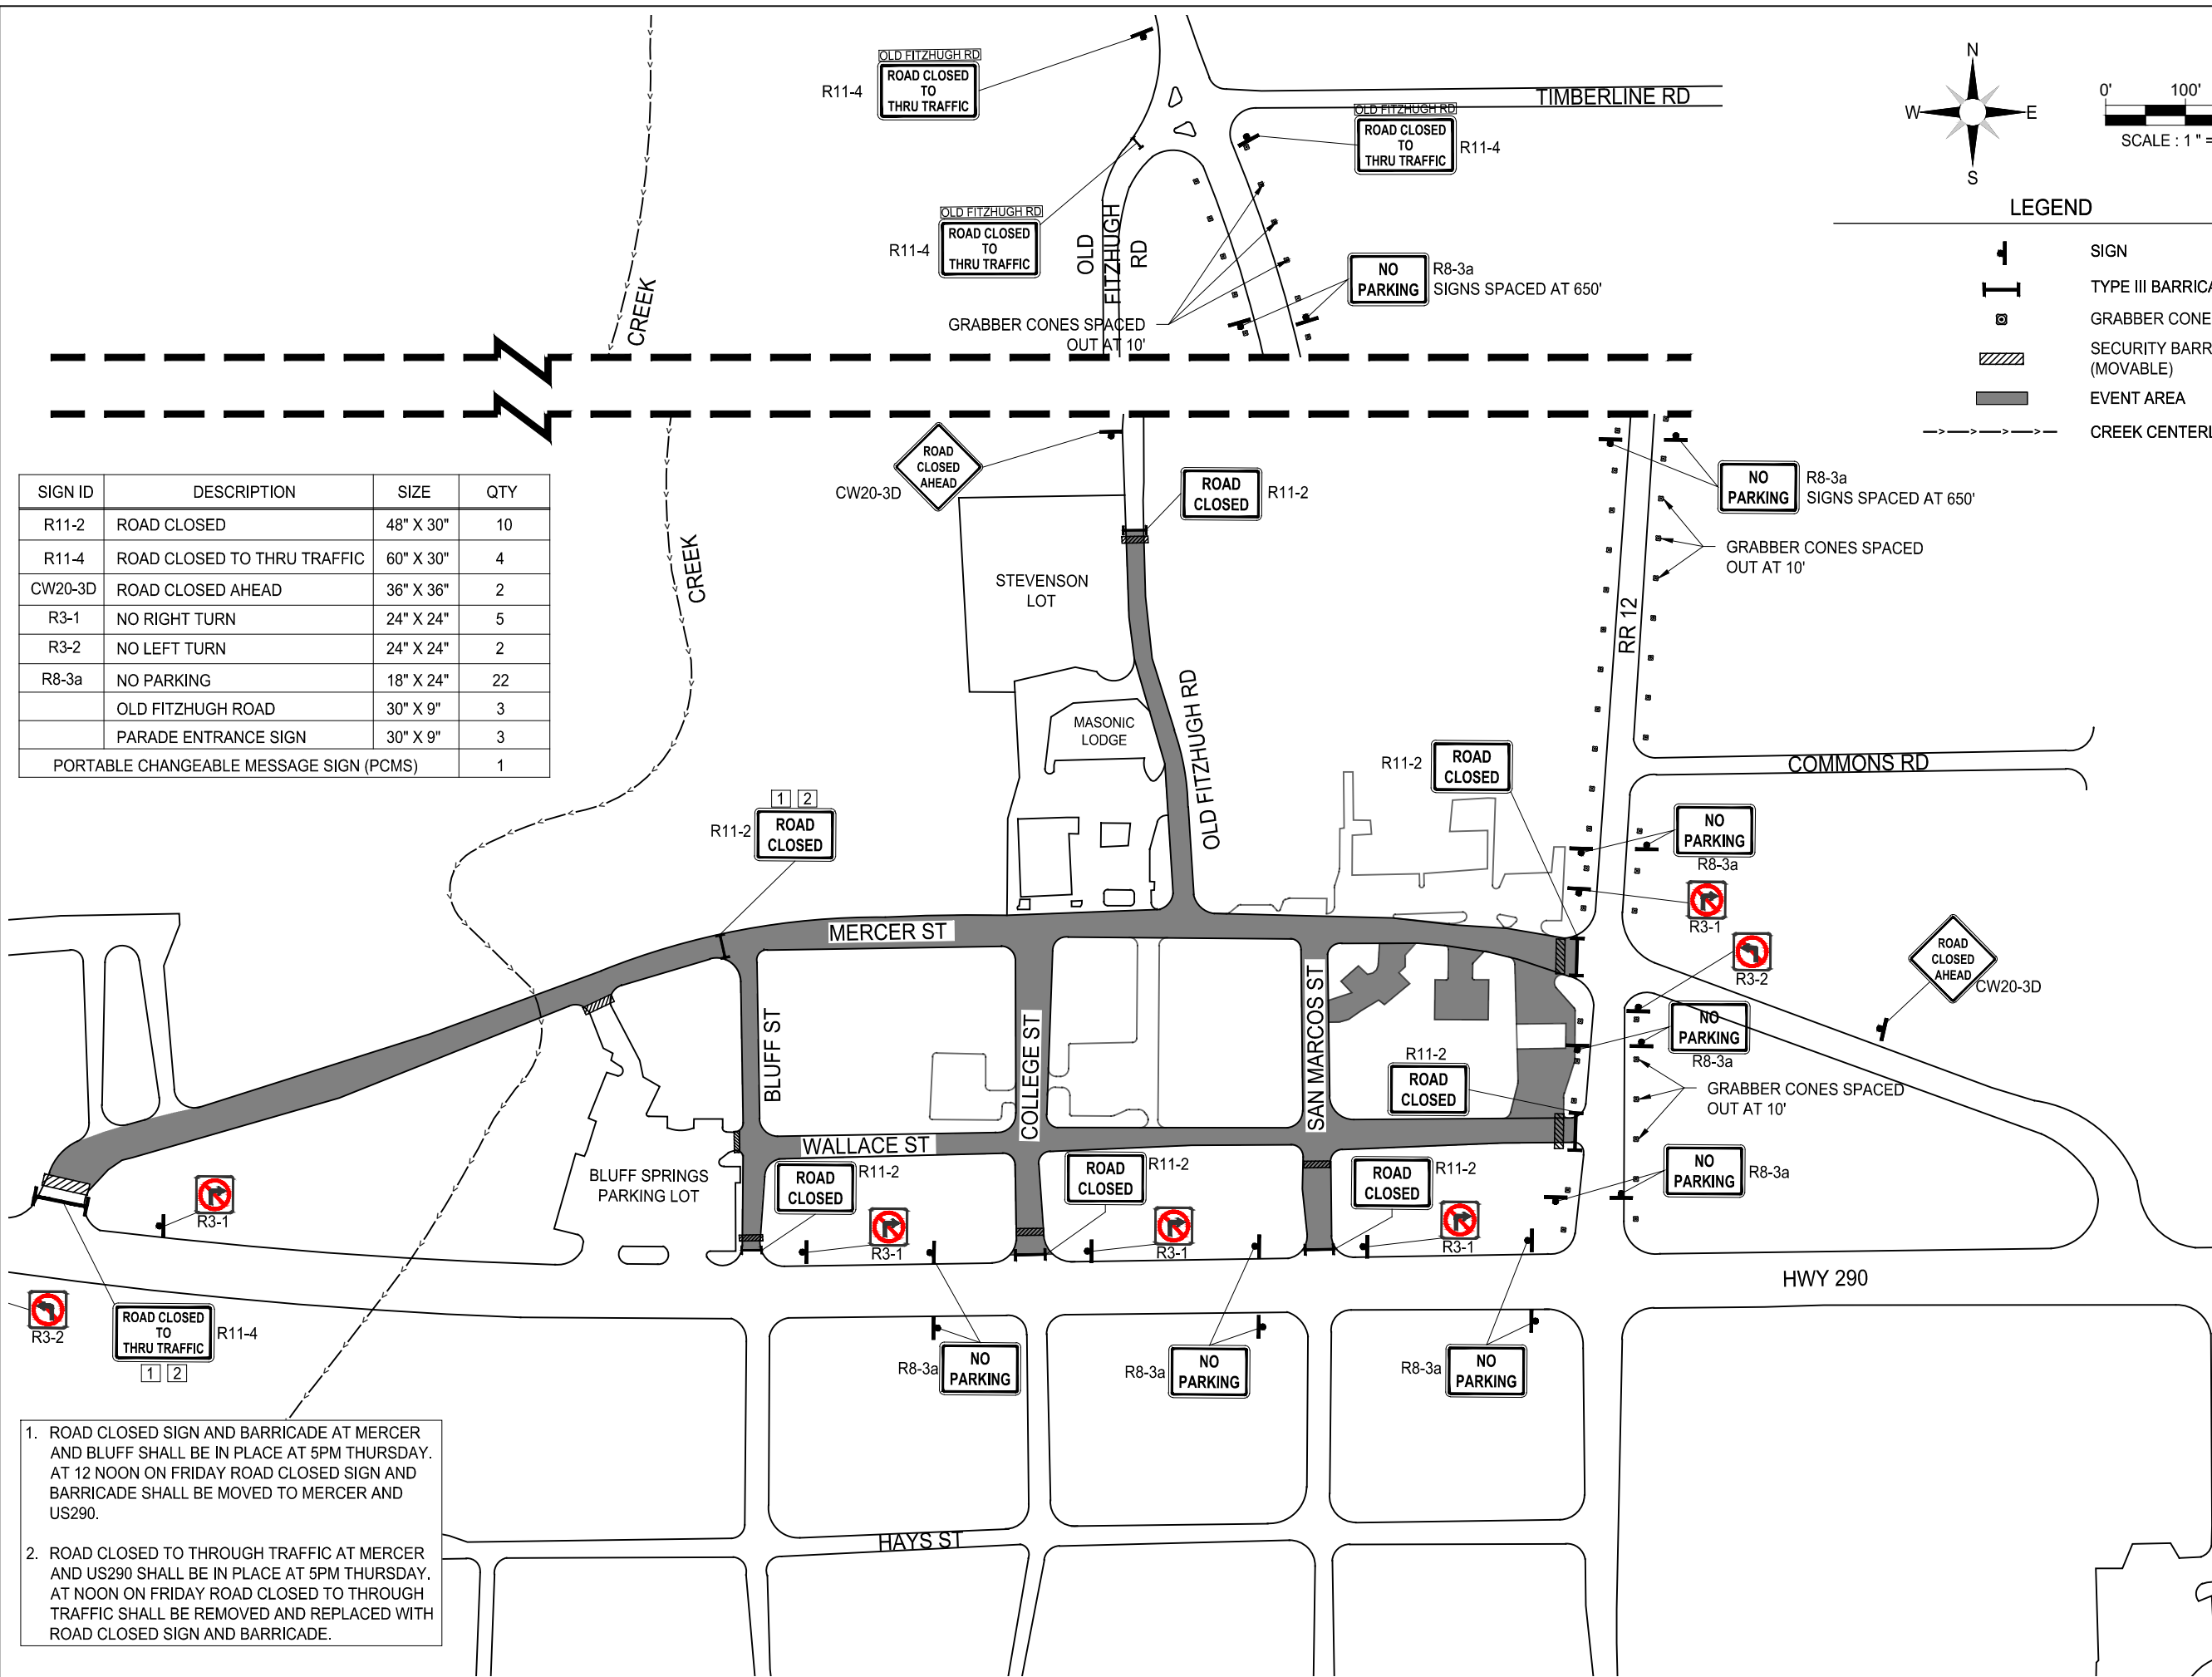 OLD FITZHUGH RD
R11-4
ROAD CLOSED
TO
THRU TRAFFIC
TIMBERLINE RD
OLD FITZHUGH RD
ROAD CLOSED
TO
THRU TRAFFIC
R11-4
OLD FITZHUGH RD
R11-4
ROAD CLOSED
TO
THRU TRAFFIC
OLD
FITZHUGH
RD
NO
PARKING
R8-3a
SIGNS SPACED AT 650'
GRABBER CONES SPACED
OUT AT 10'
CREEK
N
W
E
S
0'
100'
SCALE : 1 " =
LEGEND
SIGN
TYPE III BARRICA
GRABBER CONE
SECURITY BARR
(MOVABLE)
EVENT AREA
CREEK CENTERL
SIGN ID DESCRIPTION SIZE QTY
R11-2 ROAD CLOSED 48" X 30" 10
R11-4 ROAD CLOSED TO THRU TRAFFIC 60" X 30" 4
CW20-3D ROAD CLOSED AHEAD 36" X 36" 2
R3-1 NO RIGHT TURN 24" X 24" 5
R3-2 NO LEFT TURN 24" X 24" 2
R8-3a NO PARKING 18" X 24" 22
OLD FITZHUGH ROAD 30" X 9" 3
PARADE ENTRANCE SIGN 30" X 9" 3
PORTABLE CHANGEABLE MESSAGE SIGN (PCMS) 1
CREEK
ROAD
CLOSED
AHEAD
CW20-3D
ROAD
CLOSED
R11-2
STEVENSON
LOT
MASONIC
LODGE
OLD FITZHUGH RD
RR 12
NO
PARKING
R8-3a
SIGNS SPACED AT 650'
GRABBER CONES SPACED
OUT AT 10'
COMMONS RD
R11-2
ROAD
CLOSED
NO
PARKING
R8-3a
R3-1
R3-2
ROAD
CLOSED
AHEAD
CW20-3D
NO
PARKING
R8-3a
GRABBER CONES SPACED
OUT AT 10'
NO
PARKING
R8-3a
1 2
R11-2
ROAD
CLOSED
MERCER ST
BLUFF ST
COLLEGE ST
SAN MARCOS ST
R11-2
ROAD
CLOSED
WALLACE ST
BLUFF SPRINGS
PARKING LOT
ROAD
CLOSED
R11-2
ROAD
CLOSED
R11-2
ROAD
CLOSED
R11-2
R3-1
R3-1
R3-1
R3-1
HWY 290
R3-2
ROAD CLOSED
TO
THRU TRAFFIC
R11-4
1 2
R8-3a
NO
PARKING
R8-3a
NO
PARKING
R8-3a
NO
PARKING
HAYS ST
1. ROAD CLOSED SIGN AND BARRICADE AT MERCER
AND BLUFF SHALL BE IN PLACE AT 5PM THURSDAY.
AT 12 NOON ON FRIDAY ROAD CLOSED SIGN AND
BARRICADE SHALL BE MOVED TO MERCER AND
US290.
2. ROAD CLOSED TO THROUGH TRAFFIC AT MERCER
AND US290 SHALL BE IN PLACE AT 5PM THURSDAY.
AT NOON ON FRIDAY ROAD CLOSED TO THROUGH
TRAFFIC SHALL BE REMOVED AND REPLACED WITH
ROAD CLOSED SIGN AND BARRICADE.